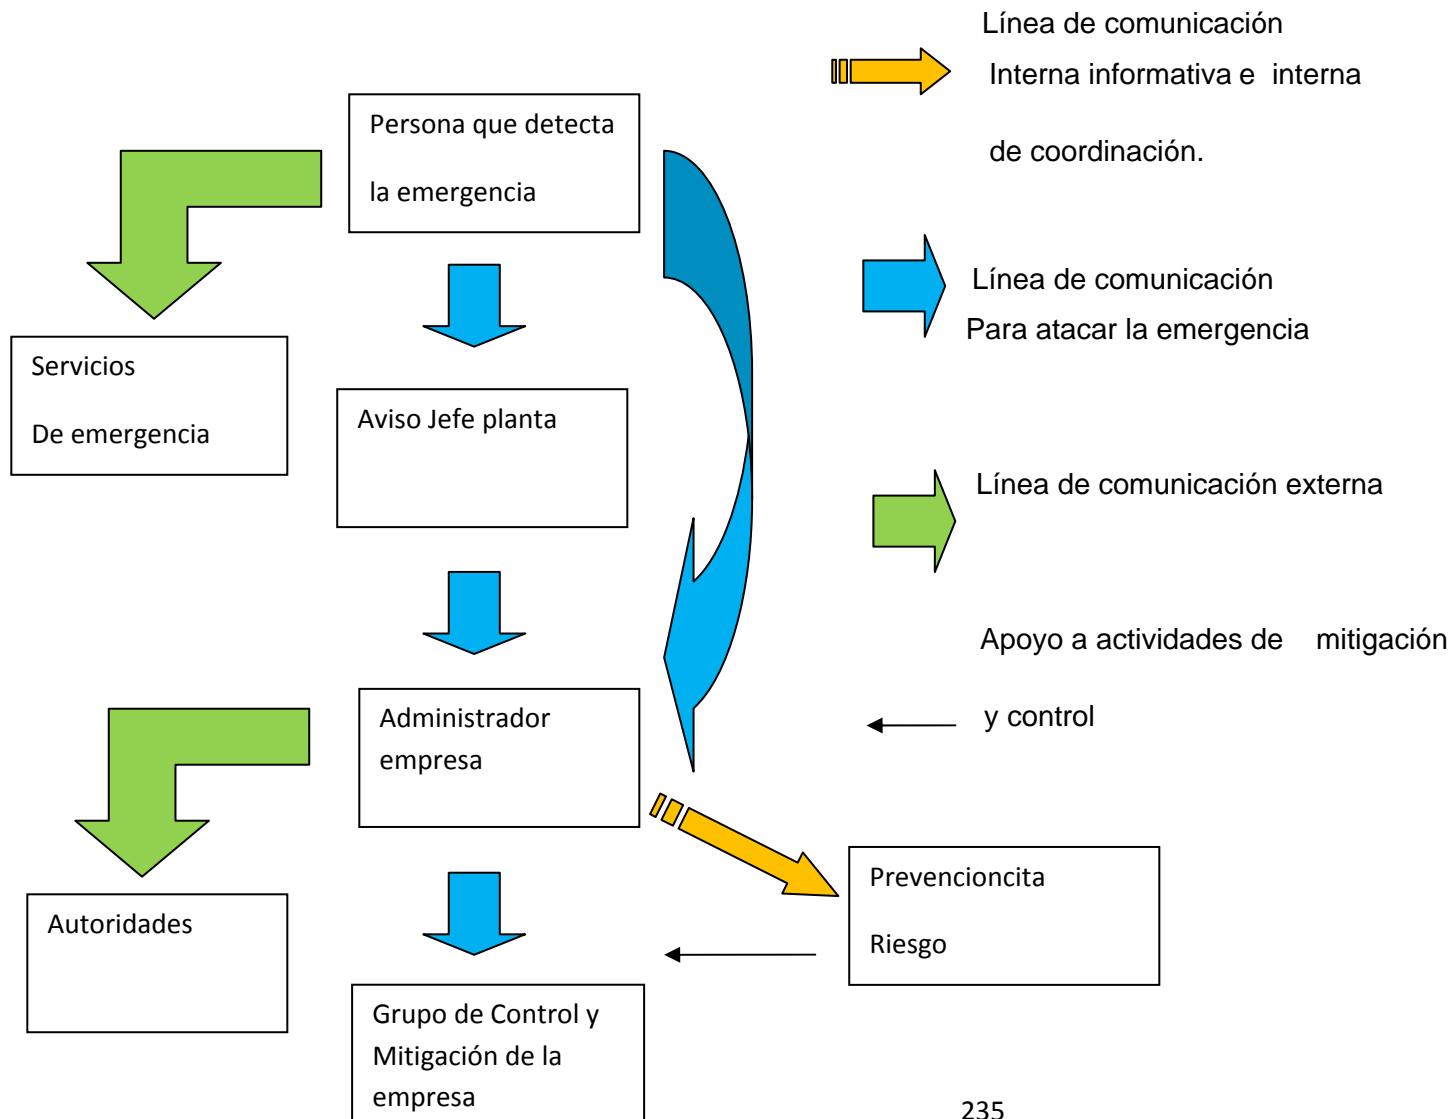 Línea de comunicación
Interna informativa e interna
de coordinación.
Persona que detecta
la emergencia
Línea de comunicación
Para atacar la emergencia
Servicios
De emergencia
Aviso Jefe planta
Línea de comunicación externa
Apoyo a actividades de mitigación
y control
Administrador
empresa
Prevencioncita
Riesgo
Autoridades
Grupo de Control y
Mitigación de la
empresa
235